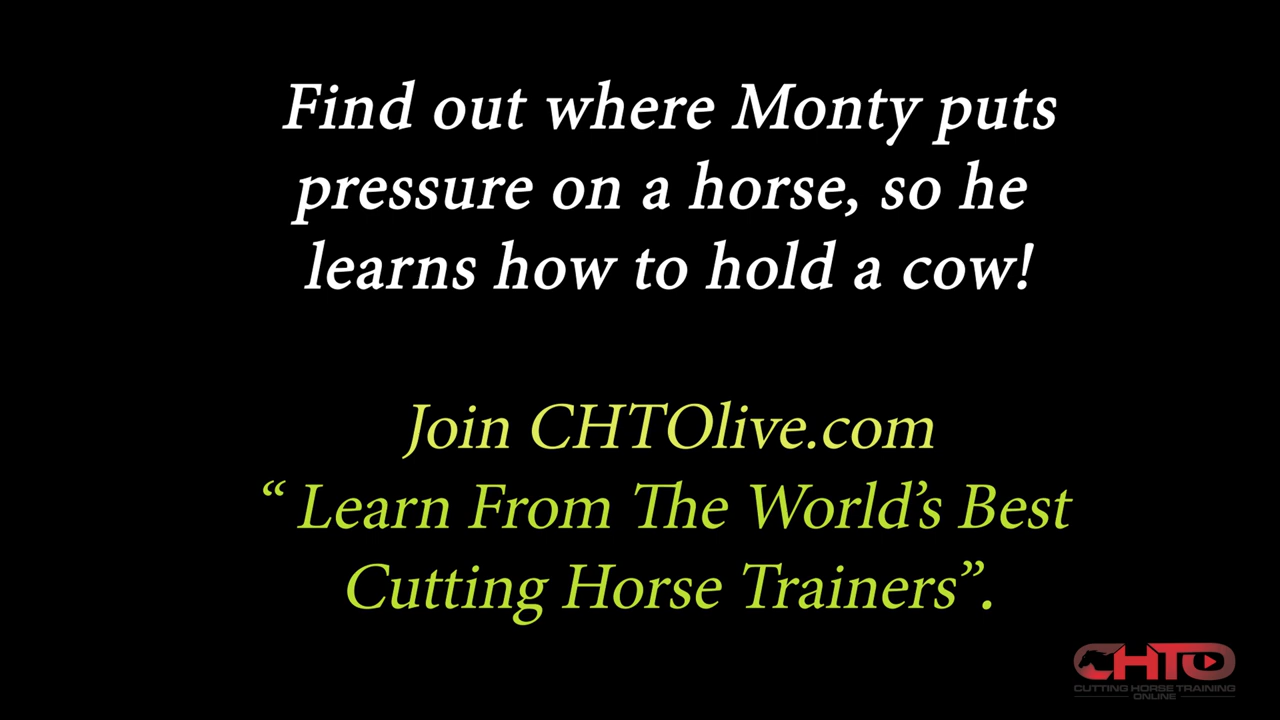 Find out where Monty puts
pressure on a horse, so he
learns how to hold a cow!
Join CHTOlive.com
“ Learn From The World’s Best
Cutting Horse Trainers”.
CHTO
CUTTING HORSE TRAINING
ONLINE